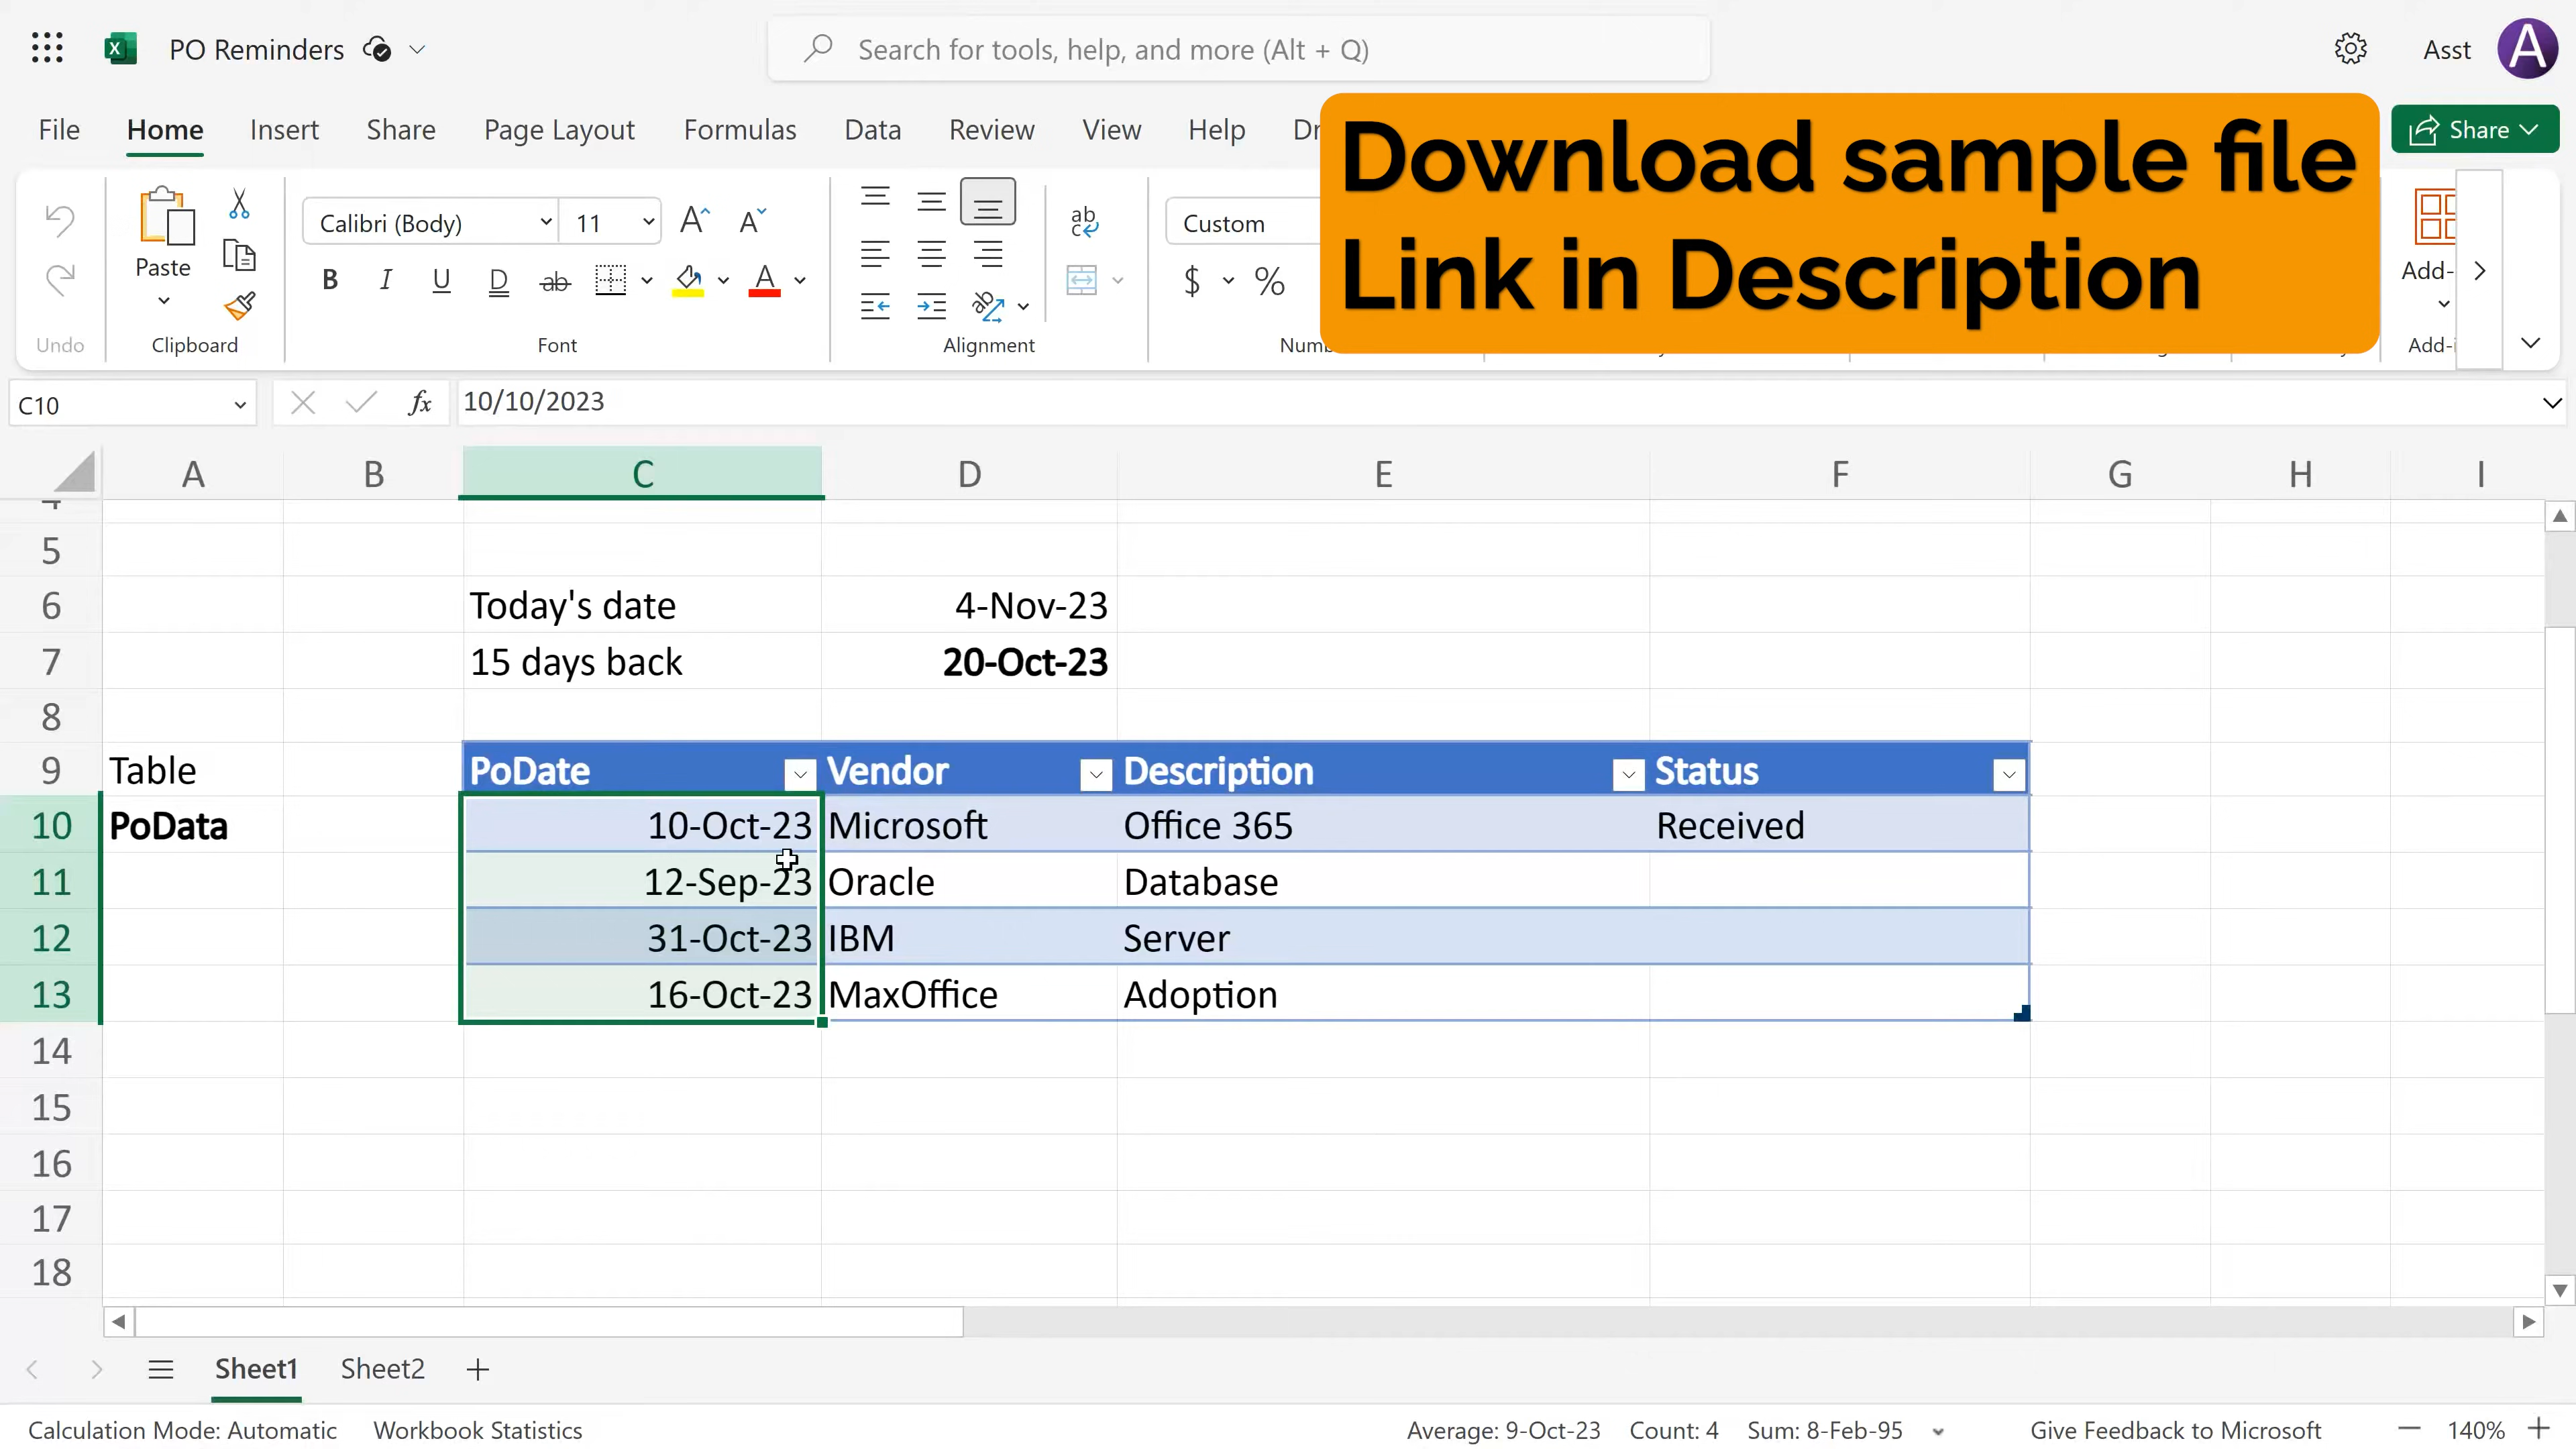 PO Reminders
Search for tools, help, and more (Alt + Q)
Asst A
File Home Insert Share Page Layout Formulas Data Review View Help
Share
Download sample file
Link in Description
Paste
Calibri (Body) 11
Custom
B I U D ab
$ %
Undo Clipboard Font Alignment
C10 fx 10/10/2023
A B C D E F G H I
5
6 Today's date 4-Nov-23
7 15 days back 20-Oct-23
8
9 Table PoDate Vendor Description Status
10 PoData 10-Oct-23 Microsoft Office 365 Received
11 12-Sep-23 Oracle Database
12 31-Oct-23 IBM Server
13 16-Oct-23 MaxOffice Adoption
14
15
16
17
18
Sheet1 Sheet2
Calculation Mode: Automatic Workbook Statistics Average: 9-Oct-23 Count: 4 Sum: 8-Feb-95 Give Feedback to Microsoft 140%